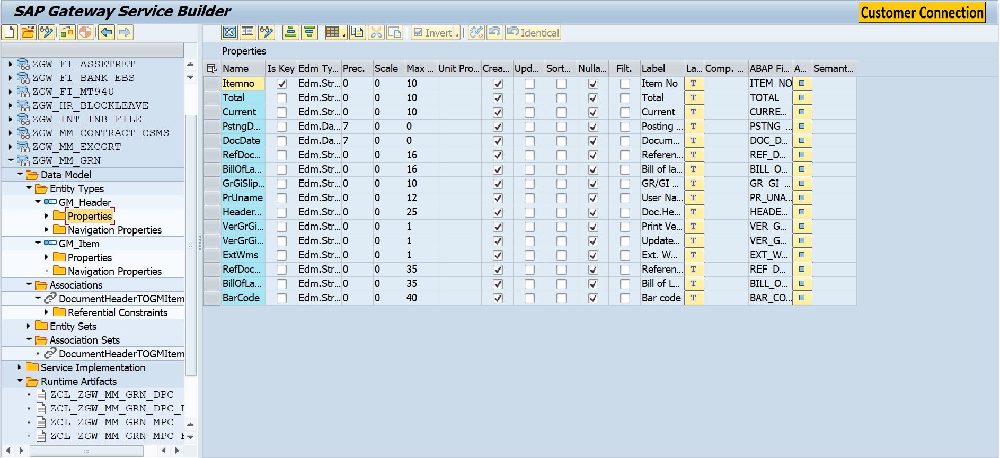 SAP Gateway Service Builder
Customer Connection
Invert
Identical
Properties
Name Is Key Edm Ty... Prec. Scale Max ... Unit Pro... Crea... Upd... Sort... Nulla... Filt. Label La... Comp. ... ABAP Fi... A... Semant...
Itemno Edm.Str... 0 0 10 Item No T ITEM_NO
Total Edm.Str... 0 0 10 Total T TOTAL
Current Edm.Str... 0 0 10 Current T CURRE...
PstngD... Edm.Da... 7 0 0 Posting ... T PSTNG_...
DocDate Edm.Da... 7 0 0 Docum... T DOC_D...
RefDoc... Edm.Str... 0 0 16 Referen... T REF_D...
BillOfLa... Edm.Str... 0 0 16 Bill of la... T BILL_O...
GrGiSlip... Edm.Str... 0 0 10 GR/GI ... T GR_GI_...
PrUname Edm.Str... 0 0 12 User Na... T PR_UNA...
Header... Edm.Str... 0 0 25 Doc.He... T HEADE...
VerGrGi... Edm.Str... 0 0 1 Print Ve... T VER_G...
VerGrGi... Edm.Str... 0 0 1 Update... T VER_G...
ExtWms Edm.Str... 0 0 1 Ext. W... T EXT_W...
RefDoc... Edm.Str... 0 0 35 Referen... T REF_D...
BillOfLa... Edm.Str... 0 0 35 Bill of L... T BILL_O...
BarCode Edm.Str... 0 0 40 Bar code T BAR_CO...
ZGW_FI_ASSETRET
ZGW_FI_BANK_EBS
ZGW_FI_MT940
ZGW_HR_BLOCKLEAVE
ZGW_INT_INB_FILE
ZGW_MM_CONTRACT_CSMS
ZGW_MM_EXCGRT
ZGW_MM_GRN
Data Model
Entity Types
GM_Header
Properties
Navigation Properties
GM_Item
Properties
Navigation Properties
Associations
DocumentHeaderTOGMItem
Referential Constraints
Entity Sets
Association Sets
DocumentHeaderTOGMItem
Service Implementation
Runtime Artifacts
ZCL_ZGW_MM_GRN_DPC
ZCL_ZGW_MM_GRN_DPC_E
ZCL_ZGW_MM_GRN_MPC
ZCL_ZGW_MM_GRN_MPC_E